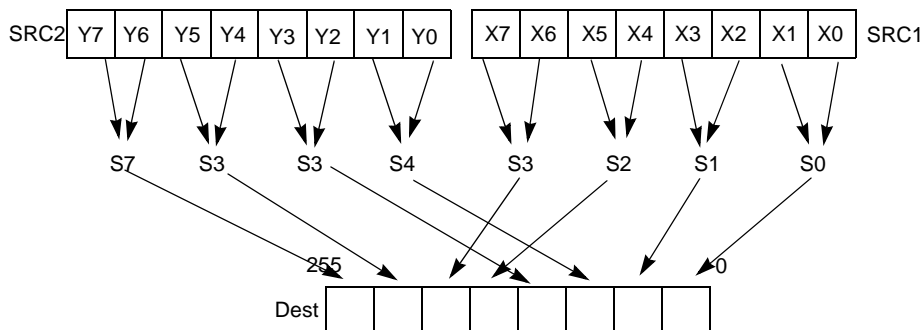 SRC2 Y7 Y6 Y5 Y4 Y3 Y2 Y1 Y0 X7 X6 X5 X4 X3 X2 X1 X0 SRC1
S7 S3 S3 S4 S3 S2 S1 S0
255 0
Dest